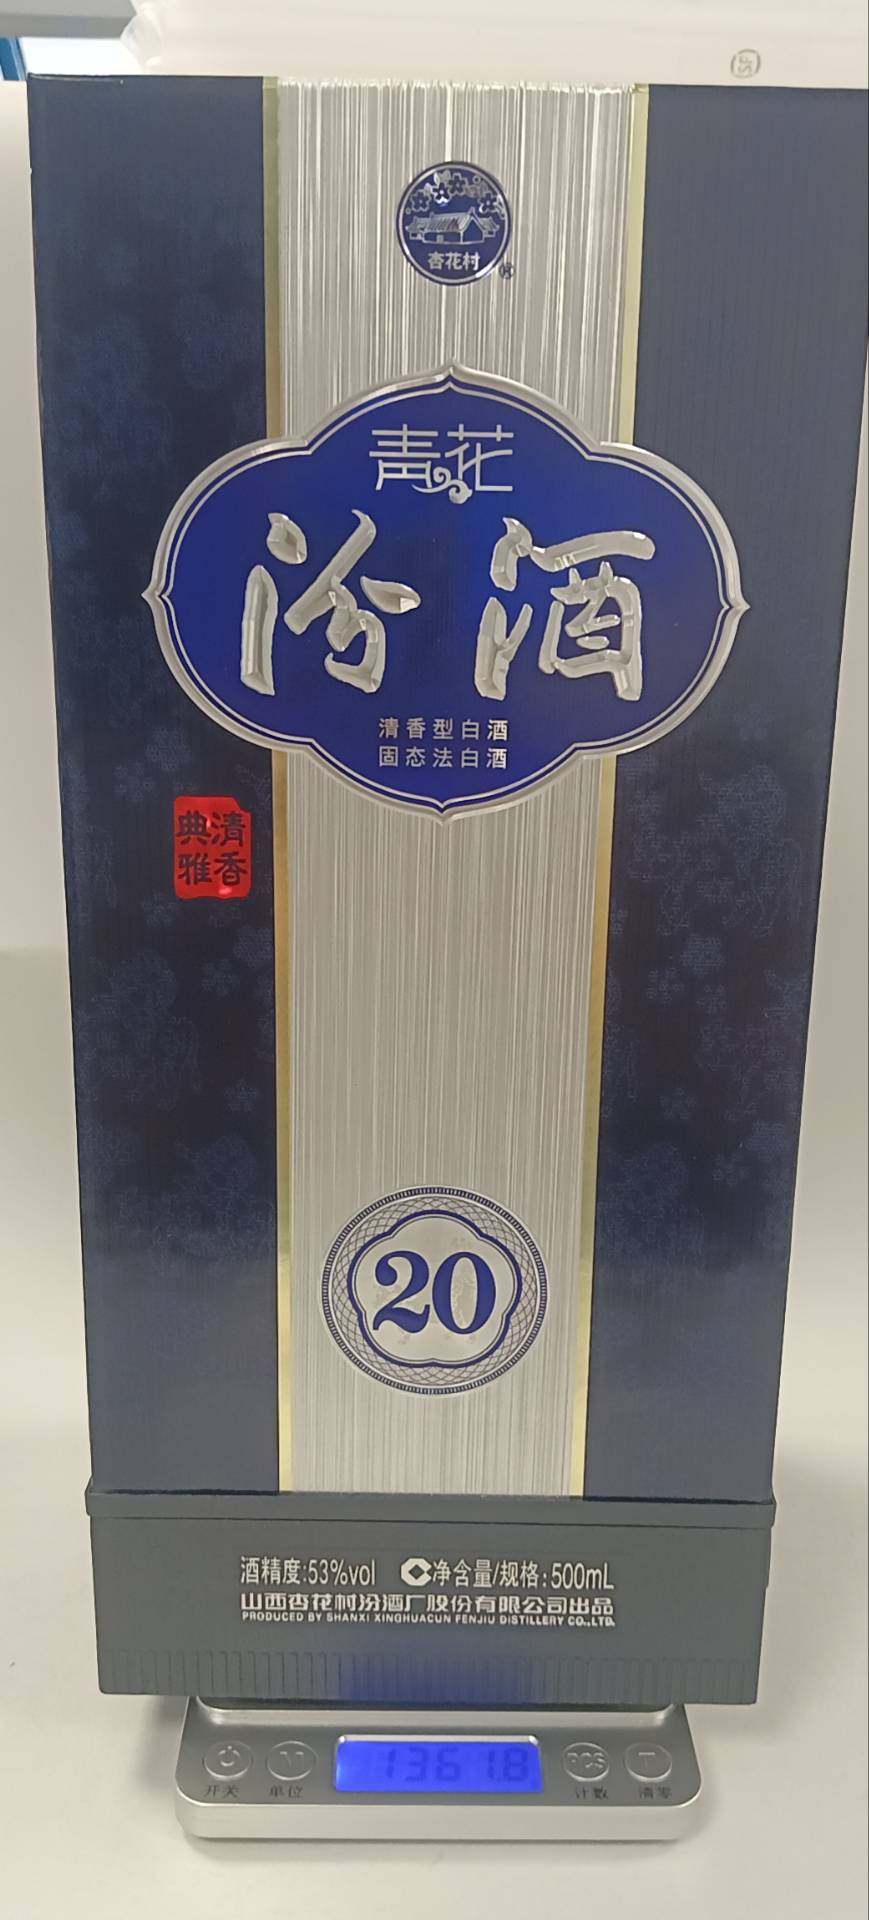 SF
杏花村
®
青花
汾酒
清香型白酒
固态法白酒
清香
典雅
20
酒精度:53%vol 净含量/规格:500mL
山西杏花村汾酒厂股份有限公司出品
PRODUCED BY SHANXI XINGHUACUN FENJIU DISTILLERY CO.,LTD.
1361.8
M PCS T
开关 单位 计数 清零